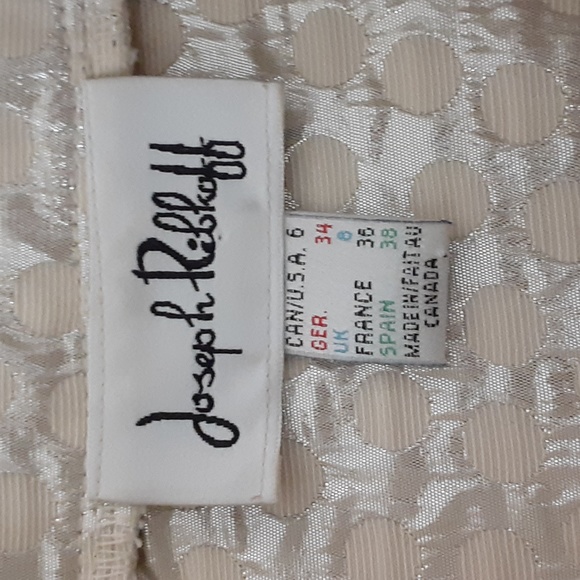 Joseph Ribkoff
CAN/U.S.A. 6
GER. 34
UK 8
FRANCE 36
SPAIN 38
MADE IN/FAIT AU
CANADA